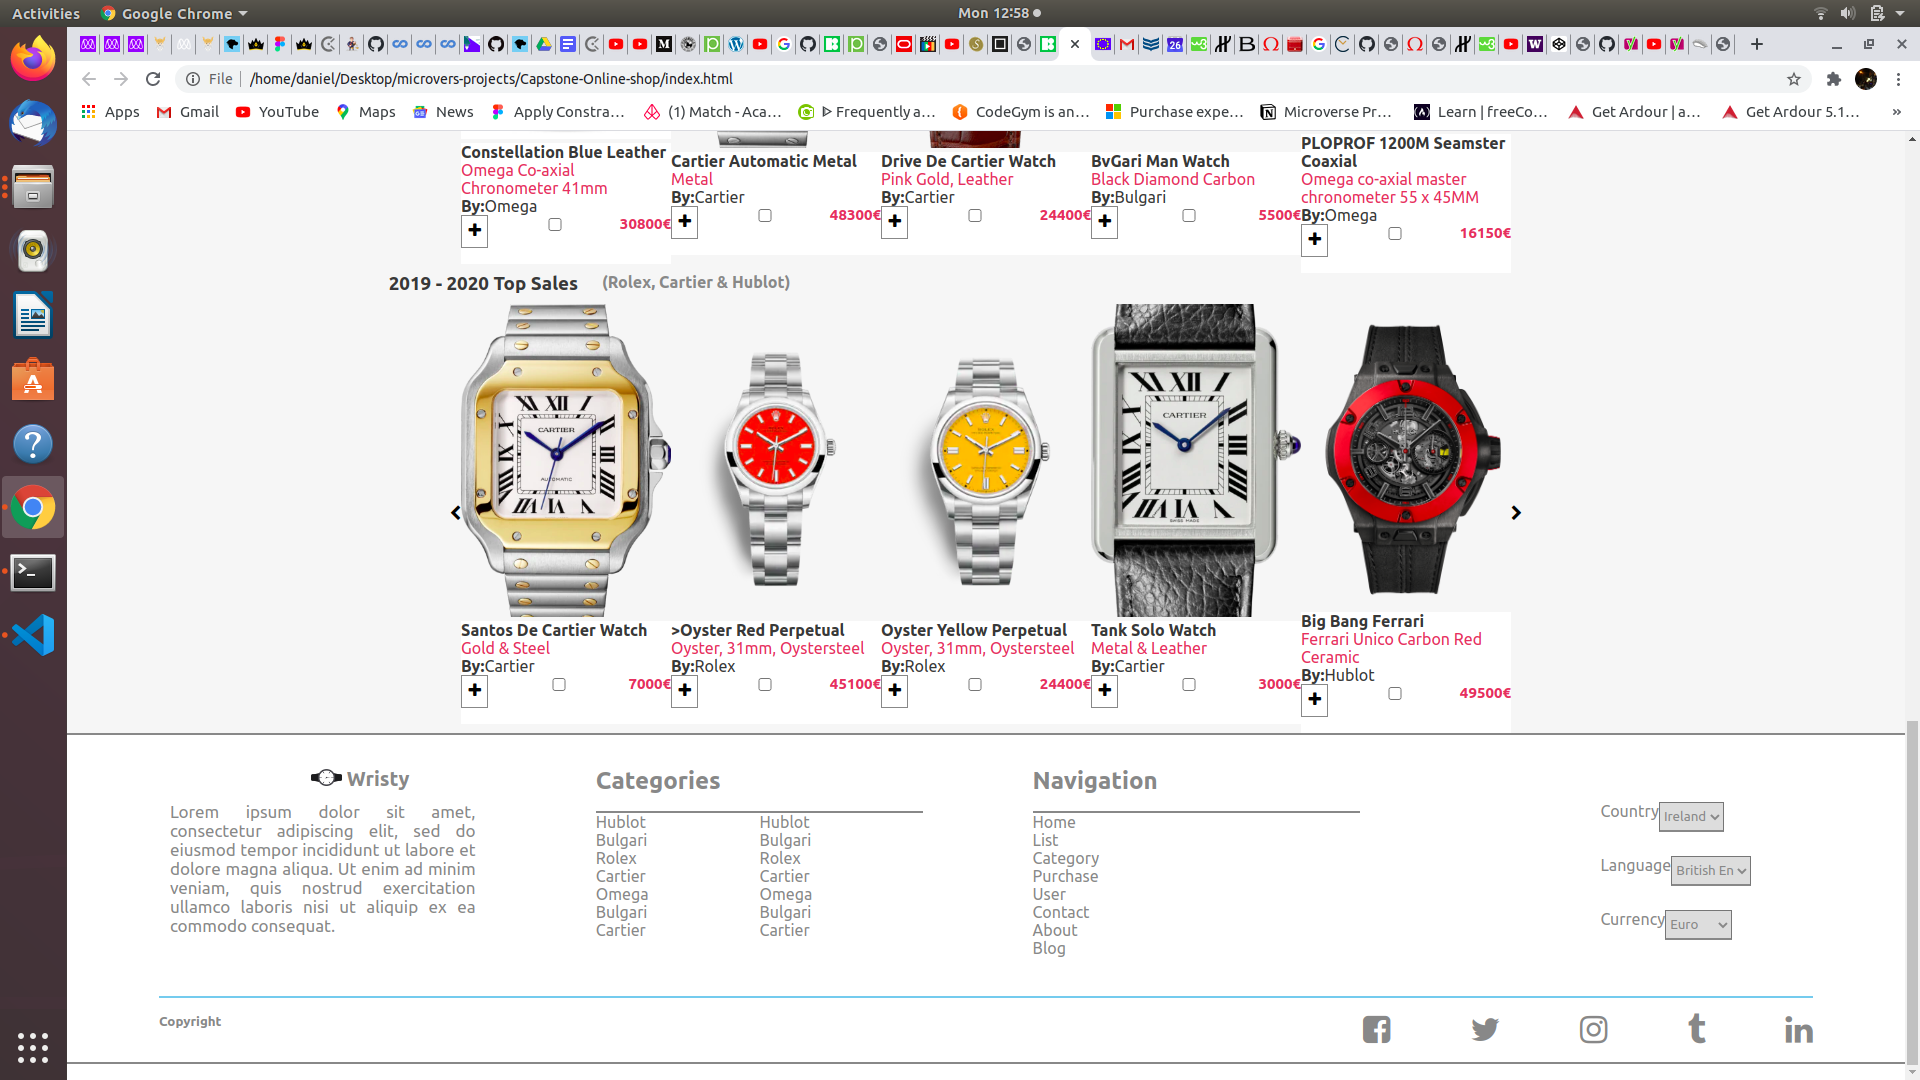 Activities
Google Chrome
Mon 12:58
File
/home/daniel/Desktop/microvers-projects/Capstone-Online-shop/index.html
Apps
Gmail
YouTube
Maps
News
Apply Constra...
(1) Match - Aca...
ᐈ Frequently a...
CodeGym is an...
Purchase expe...
Microverse Pr...
Learn | freeCo...
Get Ardour | a...
Get Ardour 5.1...
»
Constellation Blue Leather
Omega Co-axial
Chronometer 41mm
By:Omega
30800€
Cartier Automatic Metal
Metal
By:Cartier
48300€
Drive De Cartier Watch
Pink Gold, Leather
By:Cartier
24400€
BvGari Man Watch
Black Diamond Carbon
By:Bulgari
5500€
PLOPROF 1200M Seamster
Coaxial
Omega co-axial master
chronometer 55 x 45MM
By:Omega
16150€
2019 - 2020 Top Sales
(Rolex, Cartier & Hublot)
CARTIER
AUTOMATIC
CARTIER
SWISS MADE
Santos De Cartier Watch
Gold & Steel
By:Cartier
7000€
>Oyster Red Perpetual
Oyster, 31mm, Oystersteel
By:Rolex
45100€
Oyster Yellow Perpetual
Oyster, 31mm, Oystersteel
By:Rolex
24400€
Tank Solo Watch
Metal & Leather
By:Cartier
3000€
Big Bang Ferrari
Ferrari Unico Carbon Red
Ceramic
By:Hublot
49500€
Wristy
Lorem ipsum dolor sit amet,
consectetur adipiscing elit, sed do
eiusmod tempor incididunt ut labore et
dolore magna aliqua. Ut enim ad minim
veniam, quis nostrud exercitation
ullamco laboris nisi ut aliquip ex ea
commodo consequat.
Categories
Hublot
Bulgari
Rolex
Cartier
Omega
Bulgari
Cartier
Hublot
Bulgari
Rolex
Cartier
Omega
Bulgari
Cartier
Navigation
Home
List
Category
Purchase
User
Contact
About
Blog
Country
Ireland
Language
British En
Currency
Euro
Copyright